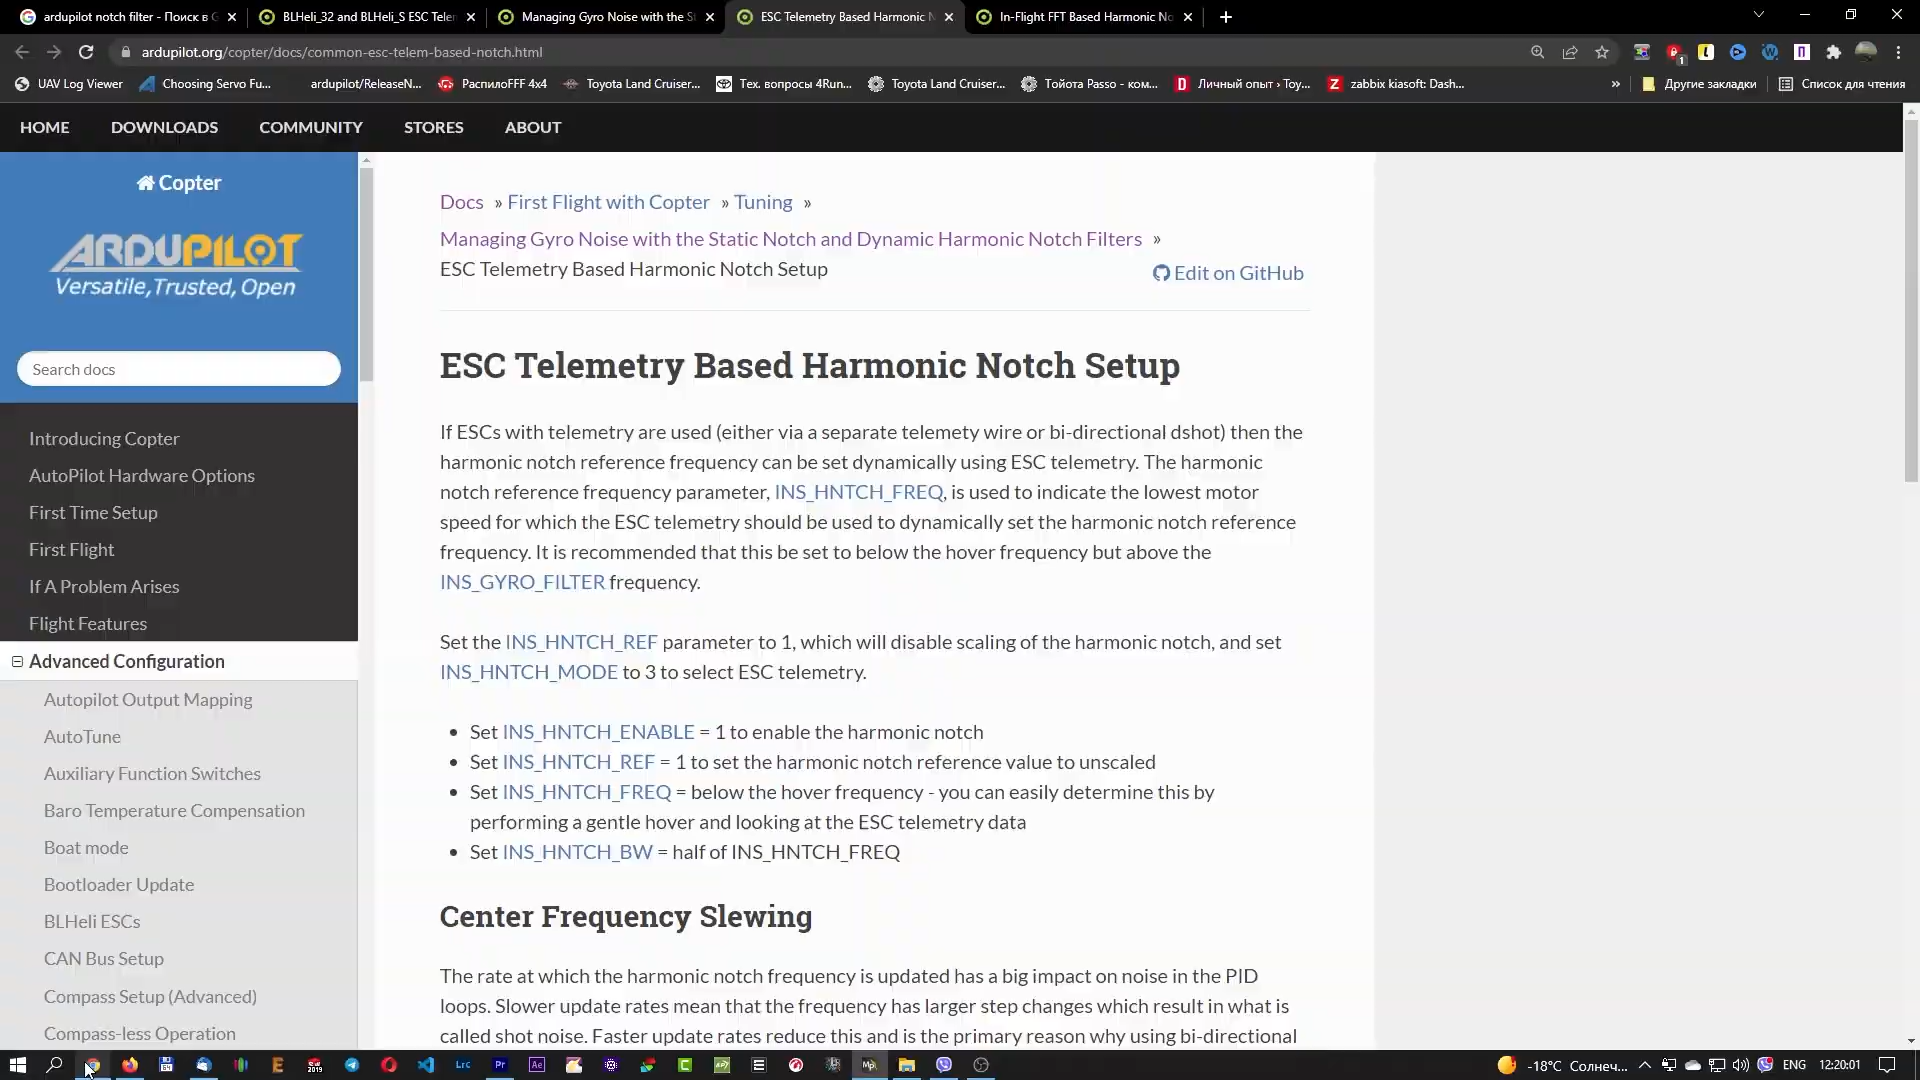 ardupilot notch filter - Поиск в G
BLHeli_32 and BLHeli_S ESC Telem
Managing Gyro Noise with the St
ESC Telemetry Based Harmonic N
In-Flight FFT Based Harmonic No
ardupilot.org/copter/docs/common-esc-telem-based-notch.html
UAV Log Viewer
Choosing Servo Fu...
ardupilot/ReleaseN...
РаспилоFFF 4x4
Toyota Land Cruiser...
Тех. вопросы 4Run...
Toyota Land Cruiser...
Тойота Passo - ком...
Личный опыт › Toy...
zabbix kiasoft: Dash...
»
Другие закладки
Список для чтения
HOME
DOWNLOADS
COMMUNITY
STORES
ABOUT
Copter
ARDUPILOT
Versatile,Trusted, Open
Search docs
Introducing Copter
AutoPilot Hardware Options
First Time Setup
First Flight
If A Problem Arises
Flight Features
Advanced Configuration
Autopilot Output Mapping
AutoTune
Auxiliary Function Switches
Baro Temperature Compensation
Boat mode
Bootloader Update
BLHeli ESCs
CAN Bus Setup
Compass Setup (Advanced)
Compass-less Operation
Docs » First Flight with Copter » Tuning »
Managing Gyro Noise with the Static Notch and Dynamic Harmonic Notch Filters »
ESC Telemetry Based Harmonic Notch Setup
Edit on GitHub
ESC Telemetry Based Harmonic Notch Setup
If ESCs with telemetry are used (either via a separate telemety wire or bi-directional dshot) then the
harmonic notch reference frequency can be set dynamically using ESC telemetry. The harmonic
notch reference frequency parameter, INS_HNTCH_FREQ, is used to indicate the lowest motor
speed for which the ESC telemetry should be used to dynamically set the harmonic notch reference
frequency. It is recommended that this be set to below the hover frequency but above the
INS_GYRO_FILTER frequency.
Set the INS_HNTCH_REF parameter to 1, which will disable scaling of the harmonic notch, and set
INS_HNTCH_MODE to 3 to select ESC telemetry.
• Set INS_HNTCH_ENABLE = 1 to enable the harmonic notch
• Set INS_HNTCH_REF = 1 to set the harmonic notch reference value to unscaled
• Set INS_HNTCH_FREQ = below the hover frequency - you can easily determine this by
performing a gentle hover and looking at the ESC telemetry data
• Set INS_HNTCH_BW = half of INS_HNTCH_FREQ
Center Frequency Slewing
The rate at which the harmonic notch frequency is updated has a big impact on noise in the PID
loops. Slower update rates mean that the frequency has larger step changes which result in what is
called shot noise. Faster update rates reduce this and is the primary reason why using bi-directional
Lrc
Pr
Ae
-18°C Солнеч...
ENG
12:20:01